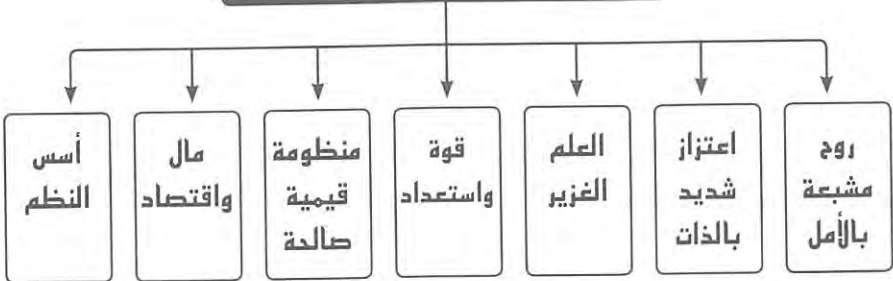 روح
مشبعة
بالأمل
اعتزاز
شديد
بالذات
العلم
الغزير
قوة
واستعداد
منظومة
قيمية
صالحة
مال
واقتصاد
أسس
النظم